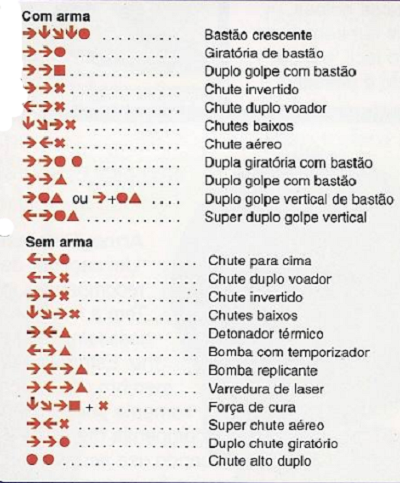 Com arma
→↓↘↓● ........... Bastão crescente
→→● ........... Giratória de bastão
→→■ ........... Duplo golpe com bastão
→→✖ ........... Chute invertido
←→✖ ........... Chute duplo voador
↓↘→✖ ........... Chutes baixos
→←✖ ........... Chute aéreo
→→● ● ........... Dupla giratória com bastão
→→▲ ........... Duplo golpe com bastão
→●▲ ou →+●▲ .... Duplo golpe vertical de bastão
←→●▲ ........... Super duplo golpe vertical
Sem arma
←→● ........... Chute para cima
←→✖ ........... Chute duplo voador
→→✖ ........... Chute invertido
↓↘→✖ ........... Chutes baixos
→←▲ ........... Detonador térmico
←→▲ ........... Bomba com temporizador
→←→▲ ........... Bomba replicante
←→→▲ ........... Varredura de laser
↓↘→■ + ✖ ........... Força de cura
→←✖ ........... Super chute aéreo
→→● ........... Duplo chute giratório
● ● ........... Chute alto duplo